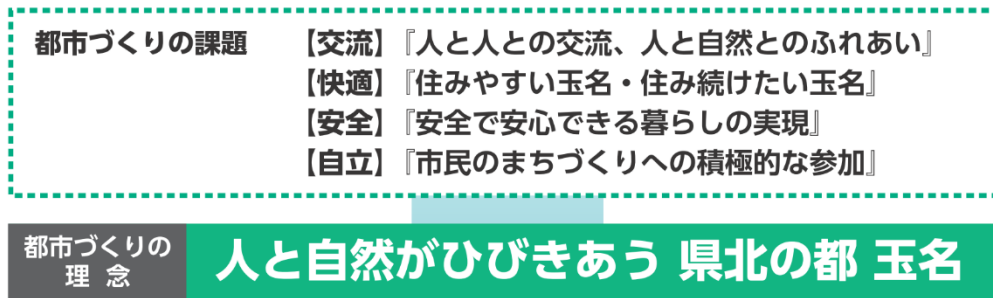 都市づくりの課題 【交流】『人と人との交流、人と自然とのふれあい』
【快適】『住みやすい玉名・住み続けたい玉名』
【安全】『安全で安心できる暮らしの実現』
【自立】『市民のまちづくりへの積極的な参加』
都市づくりの
理念
人と自然がひびきあう 県北の都 玉名